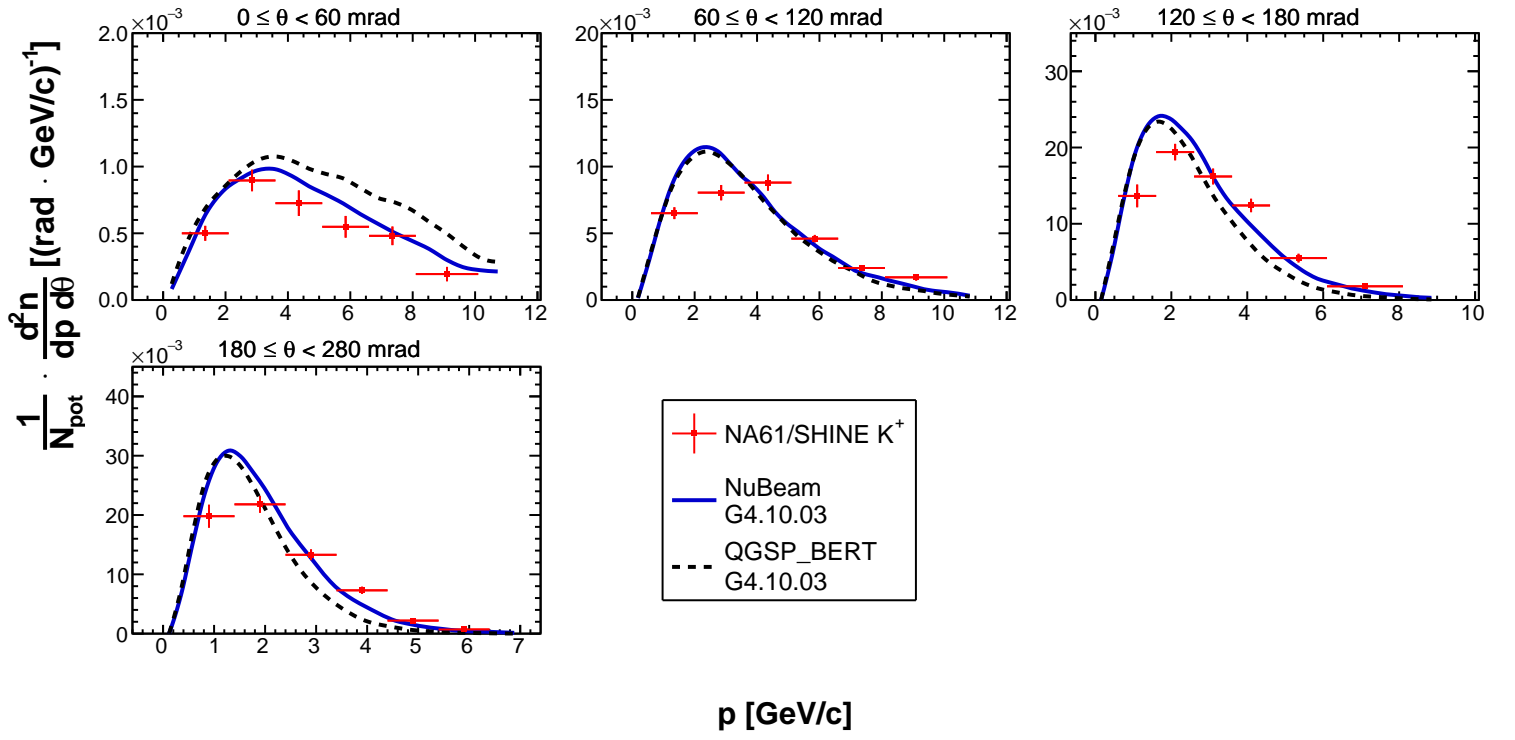 ×10⁻³ 0 ≤ θ < 60 mrad
2.0
1.5
1.0
0.5
0.0
0 2 4 6 8 10 12
×10⁻³ 60 ≤ θ < 120 mrad
20
15
10
5
0
0 2 4 6 8 10 12
×10⁻³ 120 ≤ θ < 180 mrad
30
20
10
0
0 2 4 6 8 10
×10⁻³ 180 ≤ θ < 280 mrad
40
30
20
10
0
0 1 2 3 4 5 6 7
1/N_pot · d²n/dp dθ [(rad · GeV/c)⁻¹]
NA61/SHINE K⁺
NuBeam
G4.10.03
QGSP_BERT
G4.10.03
p [GeV/c]